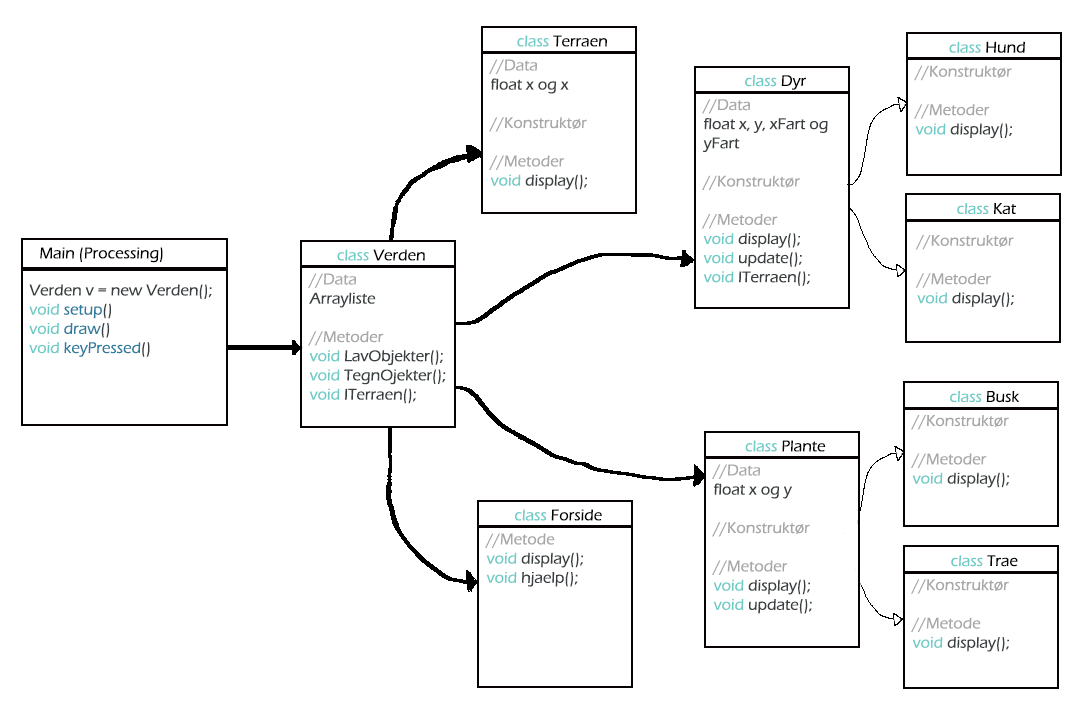 Main (Processing)
Verden v = new Verden();
void setup()
void draw()
void keyPressed()
class Verden
//Data
Arrayliste
//Metoder
void LavObjekter();
void TegnOjekter();
void ITerraen();
class Terraen
//Data
float x og x
//Konstruktør
//Metoder
void display();
class Forside
//Metode
void display();
void hjaelp();
class Dyr
//Data
float x, y, xFart og
yFart
//Konstruktør
//Metoder
void display();
void update();
void ITerraen();
class Plante
//Data
float x og y
//Konstruktør
//Metoder
void display();
void update();
class Hund
//Konstruktør
//Metoder
void display();
class Kat
//Konstruktør
//Metoder
void display();
class Busk
//Konstruktør
//Metoder
void display();
class Trae
//Konstruktør
//Metode
void display();